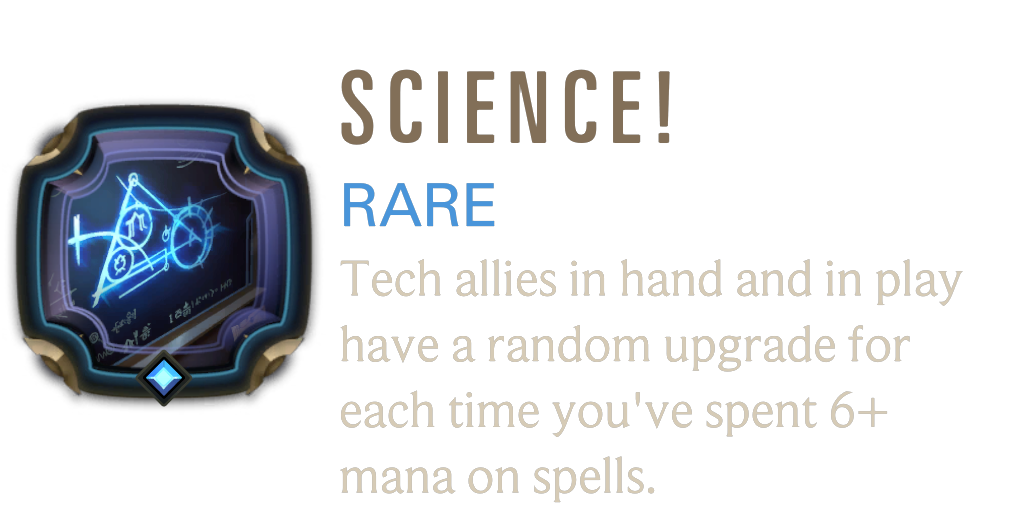 SCIENCE!
RARE
Tech allies in hand and in play
have a random upgrade for
each time you've spent 6+
mana on spells.